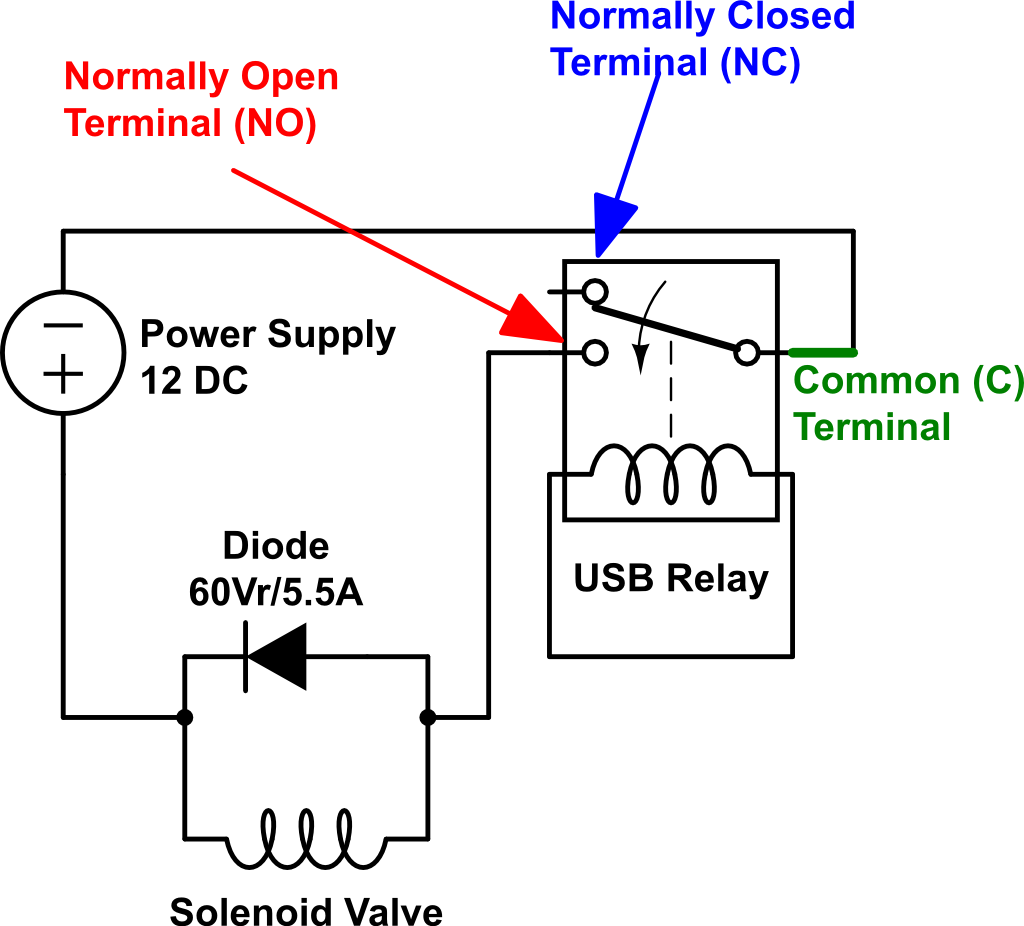 Normally Closed
Terminal (NC)
Normally Open
Terminal (NO)
Power Supply
12 DC
Common (C)
Terminal
Diode
60Vr/5.5A
USB Relay
Solenoid Valve